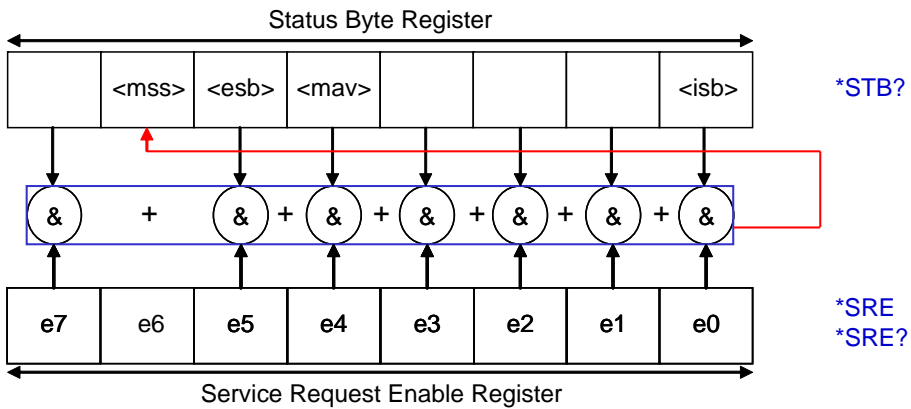 Status Byte Register
<mss> <esb> <mav> <isb> *STB?
& + & + & + & + & + & + &
e7 e6 e5 e4 e3 e2 e1 e0 *SRE
*SRE?
Service Request Enable Register